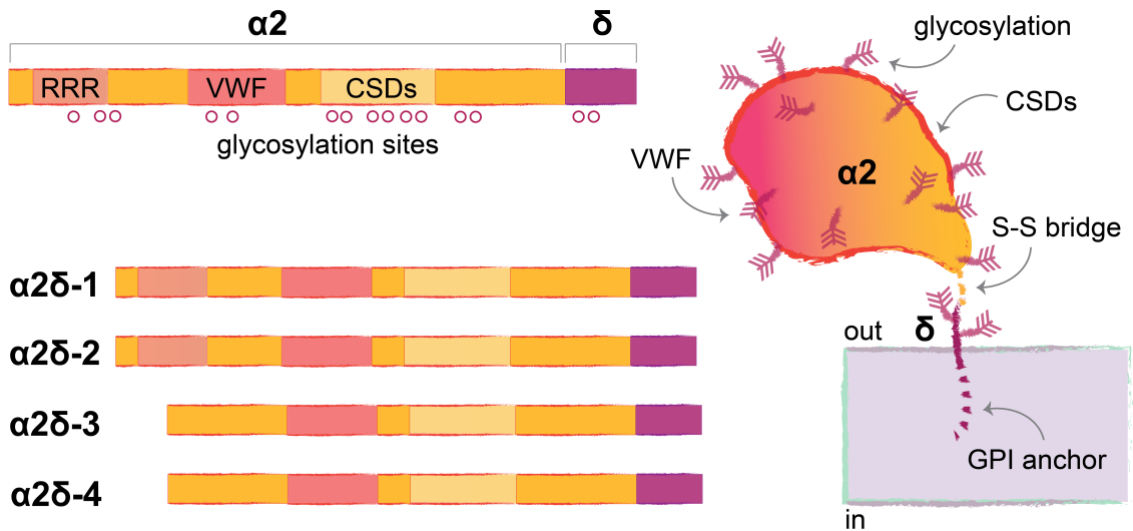 α2
δ
RRR
VWF
CSDs
glycosylation sites
α2δ-1
α2δ-2
α2δ-3
α2δ-4
glycosylation
CSDs
VWF
α2
S-S bridge
out
δ
GPI anchor
in